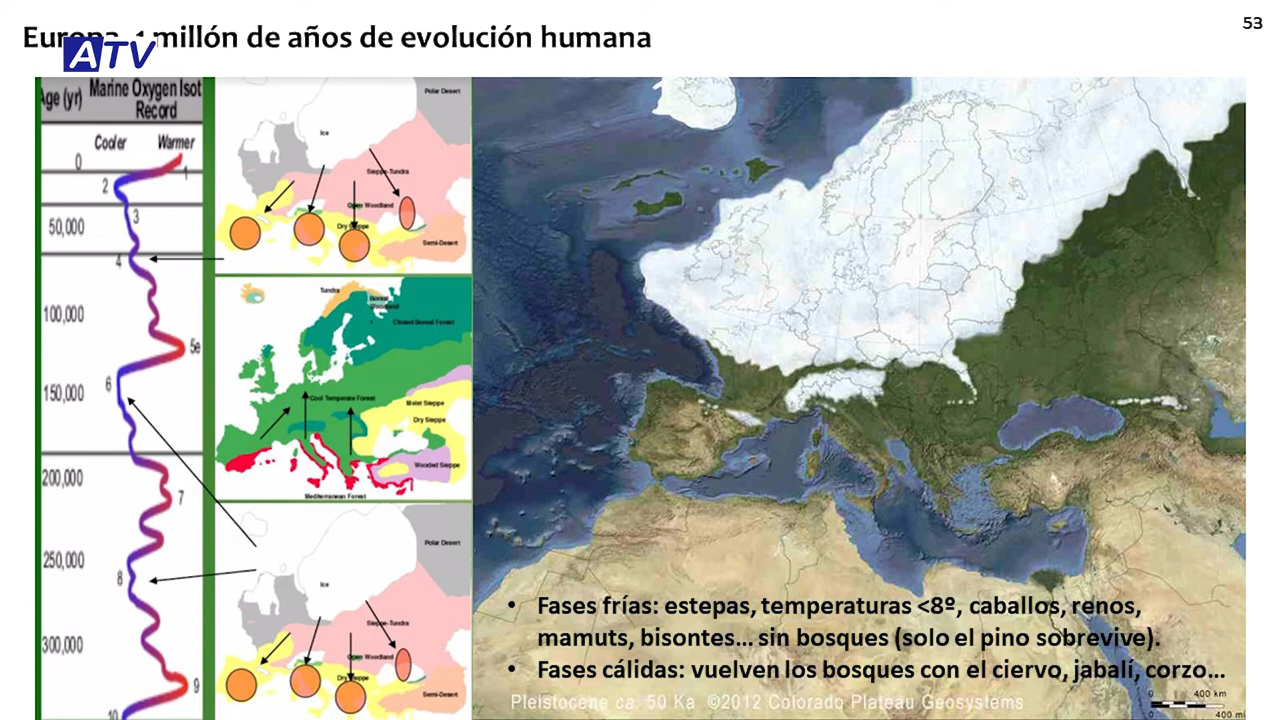 Europa, 1 millón de años de evolución humana
53
ATV
Age (yr)
Marine Oxygen Isot
Record
Cooler
Warmer
0
1
2
3
50,000
4
100,000
5e
6
150,000
200,000
7
250,000
8
300,000
9
10
Polar Desert
Ice
Steppe-Tundra
Open Woodland
Dry Steppe
Semi-Desert
Tundra
Boreal
Woodland
Closed Boreal Forest
Cool Temperate Forest
Moist Steppe
Dry Steppe
Wooded Steppe
Mediterranean Forest
Polar Desert
Ice
Steppe-Tundra
Open Woodland
Dry Steppe
Semi-Desert
• Fases frías: estepas, temperaturas <8º, caballos, renos,
mamuts, bisontes… sin bosques (solo el pino sobrevive).
• Fases cálidas: vuelven los bosques con el ciervo, jabalí, corzo…
Pleistocene ca. 50 Ka ©2012 Colorado Plateau Geosystems
0 400 km
0 400 mi